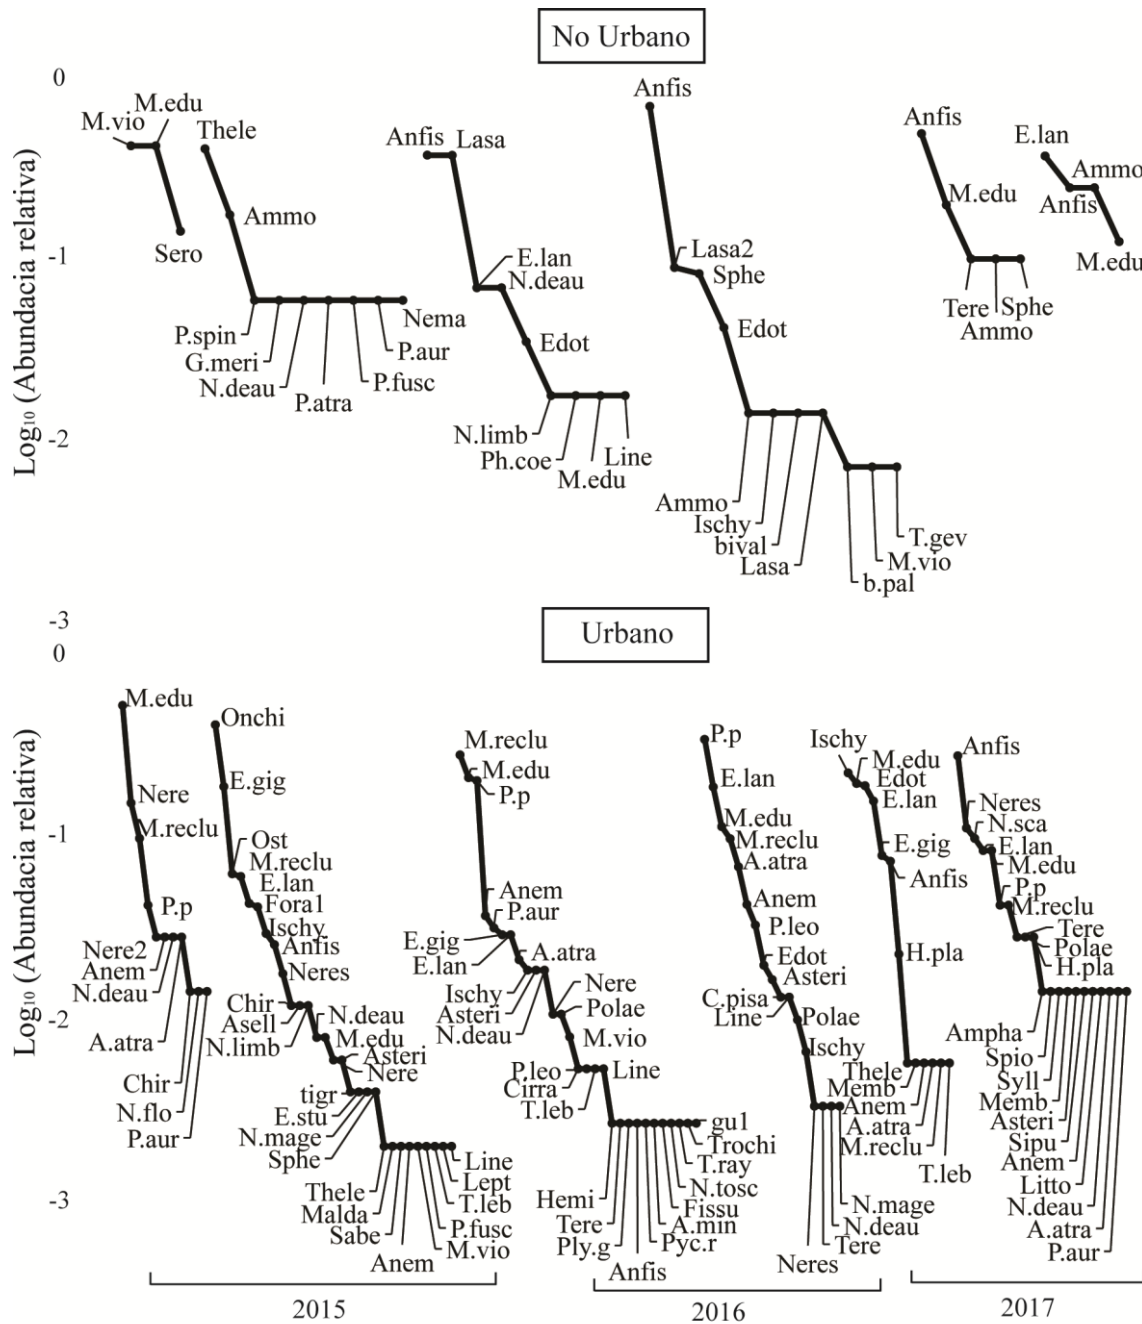 No Urbano
0
-1
-2
-3
Log₁₀ (Abundacia relativa)
M.vio
M.edu
Sero
Thele
Ammo
P.spin
G.meri
N.deau
P.atra
P.fusc
P.aur
Nema
Anfis
Lasa
E.lan
N.deau
Edot
N.limb
Ph.coe
M.edu
Line
Anfis
Lasa2
Sphe
Edot
Ammo
Ischy
bival
Lasa
b.pal
M.vio
T.gev
Anfis
M.edu
Tere
Ammo
Sphe
E.lan
Anfis
Ammo
M.edu
Urbano
0
-1
-2
-3
Log₁₀ (Abundacia relativa)
M.edu
Nere
M.reclu
P.p
Nere2
Anem
N.deau
A.atra
Chir
N.flo
P.aur
Onchi
E.gig
Ost
M.reclu
E.lan
Fora1
Ischy
Anfis
Neres
Chir
Asell
N.limb
N.deau
M.edu
Asteri
Nere
tigr
E.stu
N.mage
Sphe
Thele
Malda
Sabe
Anem
M.vio
P.fusc
T.leb
Lept
Line
M.reclu
M.edu
P.p
Anem
P.aur
E.gig
E.lan
A.atra
Ischy
Asteri
N.deau
Nere
Polae
M.vio
P.leo
Cirra
T.leb
Line
Hemi
Tere
Ply.g
Anfis
Pyc.r
A.min
Fissu
N.tosc
T.ray
Trochi
gu1
P.p
E.lan
M.edu
M.reclu
A.atra
Anem
P.leo
Edot
Asteri
C.pisa
Line
Polae
Ischy
Neres
Tere
N.deau
N.mage
Ischy
M.edu
Edot
E.lan
E.gig
Anfis
H.pla
Thele
Memb
Anem
A.atra
M.reclu
T.leb
Anfis
Neres
N.sca
E.lan
M.edu
P.p
M.reclu
Tere
Polae
H.pla
Ampha
Spio
Syll
Memb
Asteri
Sipu
Anem
Litto
N.deau
A.atra
P.aur
2015
2016
2017